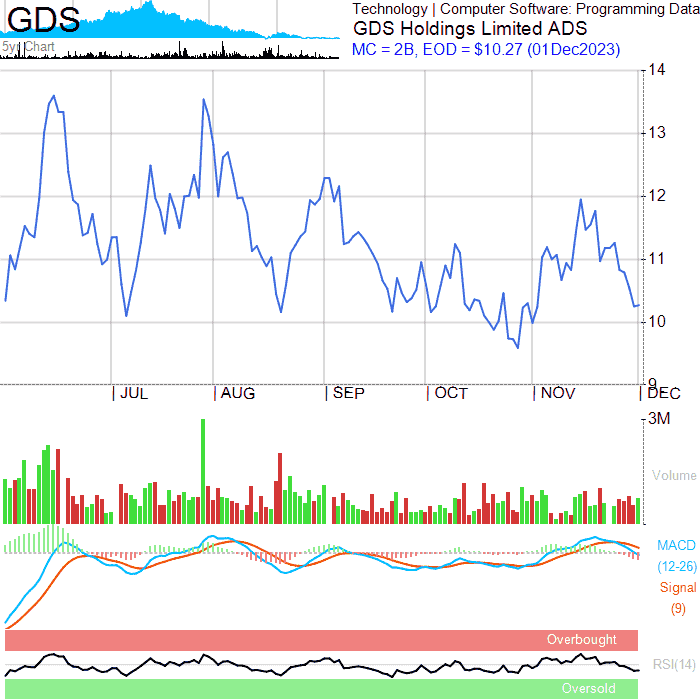 GDS
5yr Chart
Technology | Computer Software: Programming Data
GDS Holdings Limited ADS
MC = 2B, EOD = $10.27 (01Dec2023)
14
13
12
11
10
9
JUL
AUG
SEP
OCT
NOV
DEC
3M
Volume
MACD
(12-26)
Signal
(9)
Overbought
RSI(14)
Oversold